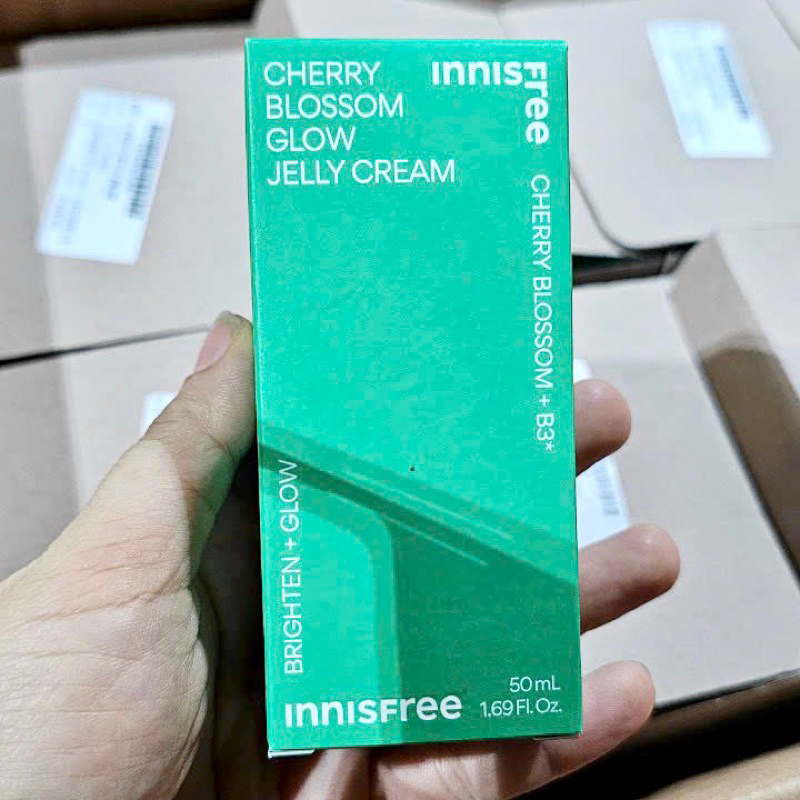 CHERRY
BLOSSOM
GLOW
JELLY CREAM
INNISFree
CHERRY BLOSSOM + B3*
BRIGHTEN + GLOW
INNISFree
50 mL
1.69 Fl. Oz.